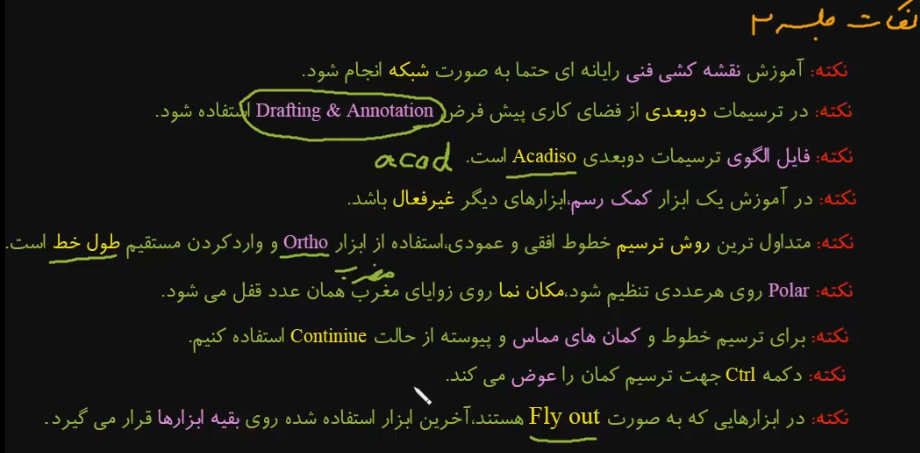 نکات جلسه ۲
نکته: آموزش نقشه کشی فنی رایانه ای حتما به صورت شبکه انجام شود.
نکته: در ترسیمات دوبعدی از فضای کاری پیش فرض Drafting & Annotation استفاده شود.
نکته: فایل الگوی ترسیمات دوبعدی Acadiso است. acad
نکته: در آموزش یک ابزار کمک رسم،ابزارهای دیگر غیرفعال باشد.
نکته: متداول ترین روش ترسیم خطوط افقی و عمودی،استفاده از ابزار Ortho و واردکردن مستقیم طول خط است.
نکته: Polar روی هرعددی تنظیم شود،مکان نما روی زوایای مغرب همان عدد قفل می شود.
نکته: برای ترسیم خطوط و کمان های مماس و پیوسته از حالت Continiue استفاده کنیم.
نکته: دکمه Ctrl جهت ترسیم کمان را عوض می کند.
نکته: در ابزارهایی که به صورت Fly out هستند،آخرین ابزار استفاده شده روی بقیه ابزارها قرار می گیرد.